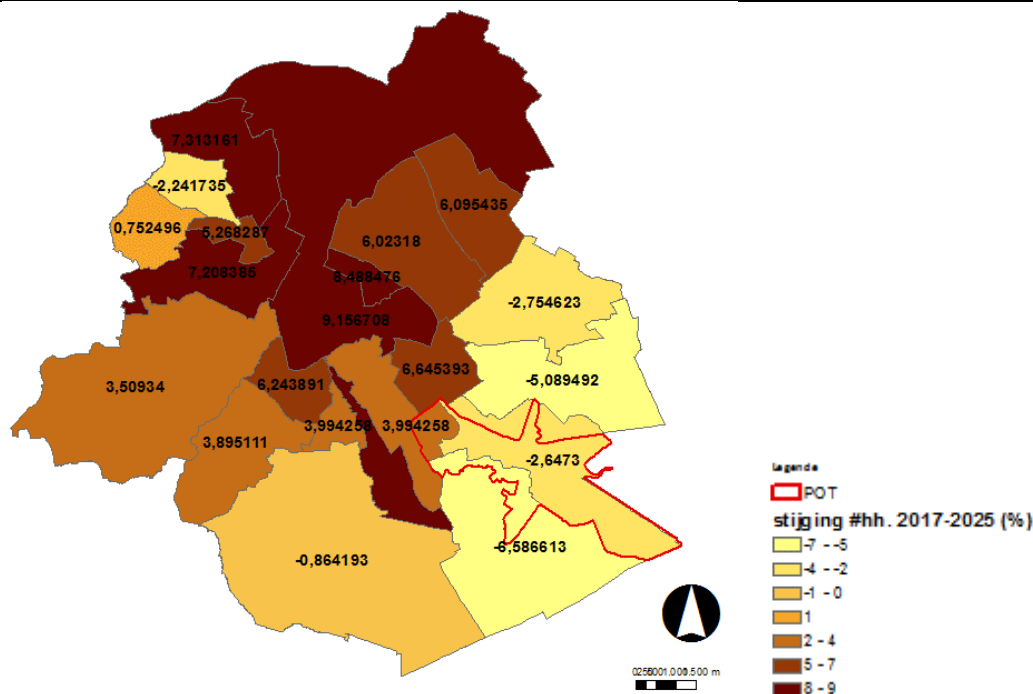 7,313161
-2,241735
0,752496
5,268287
6,095435
6,02318
7,208385
8,488476
-2,754623
9,156708
3,50934
6,243891
6,645393
-5,089492
3,895111
3,994258
3,994258
-2,6473
-0,864193
-6,586613
Legende
POT
stijging #hh. 2017-2025 (%)
-7 - -5
-4 - -2
-1 - 0
1
2 - 4
5 - 7
8 - 9